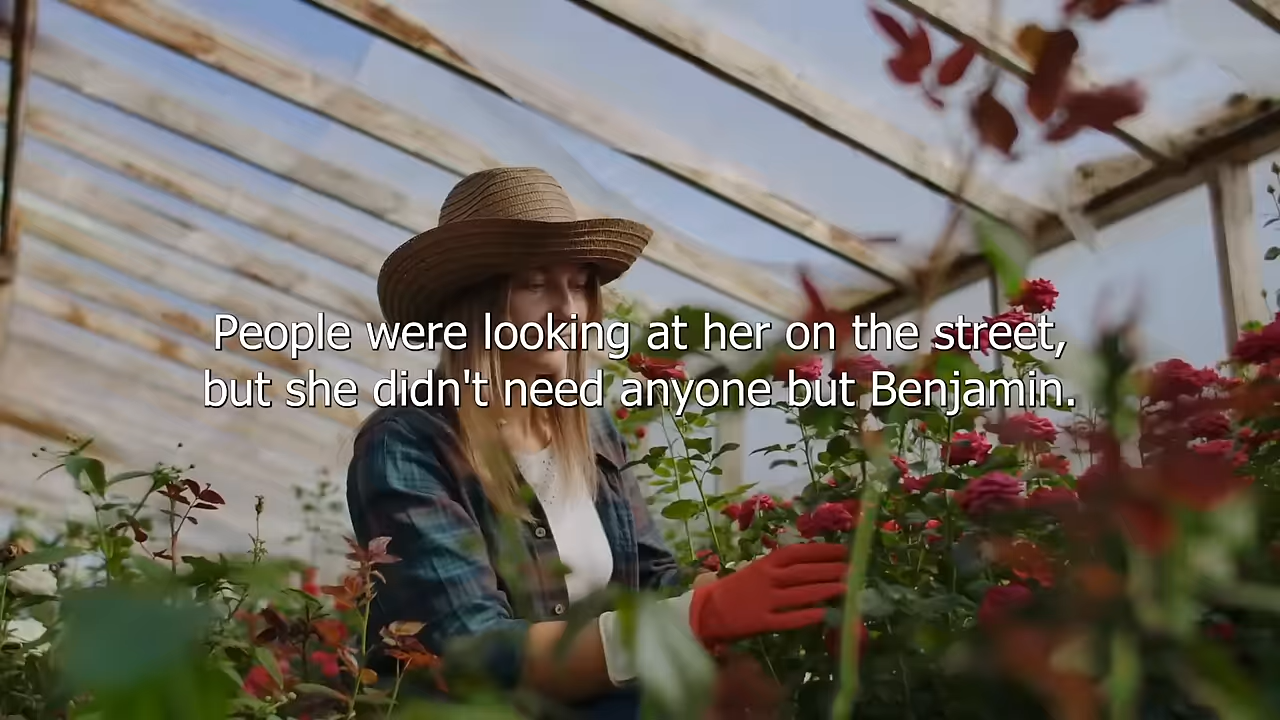 People were looking at her on the street,
but she didn't need anyone but Benjamin.